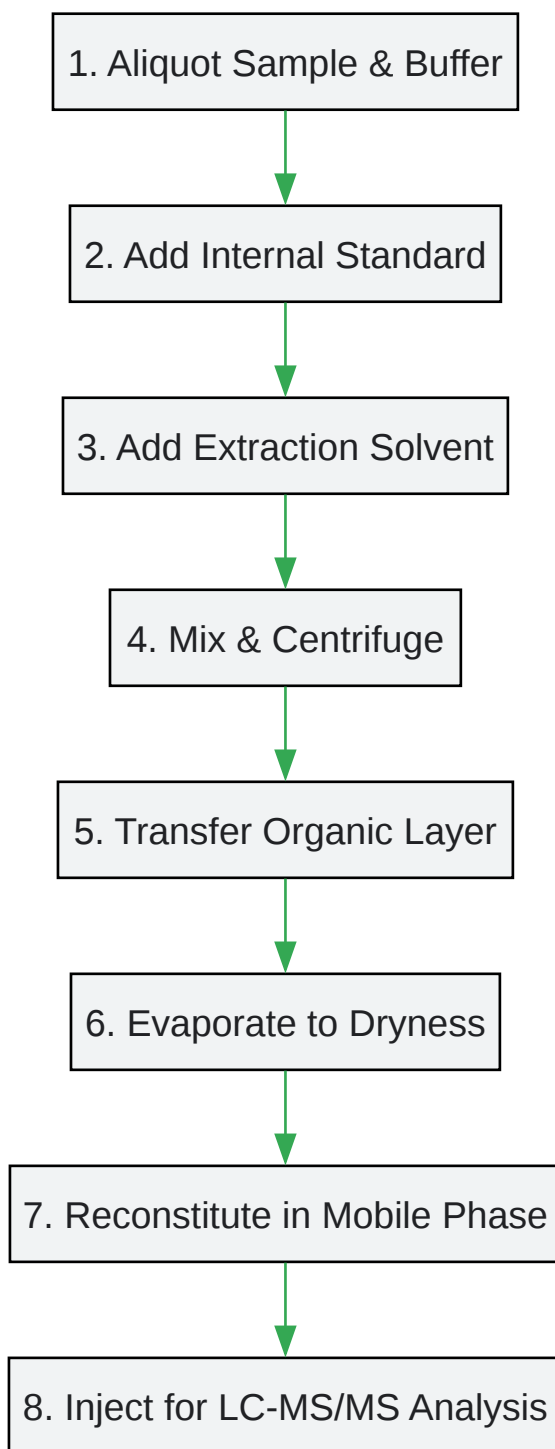 1. Aliquot Sample & Buffer
2. Add Internal Standard
3. Add Extraction Solvent
4. Mix & Centrifuge
5. Transfer Organic Layer
6. Evaporate to Dryness
7. Reconstitute in Mobile Phase
8. Inject for LC-MS/MS Analysis